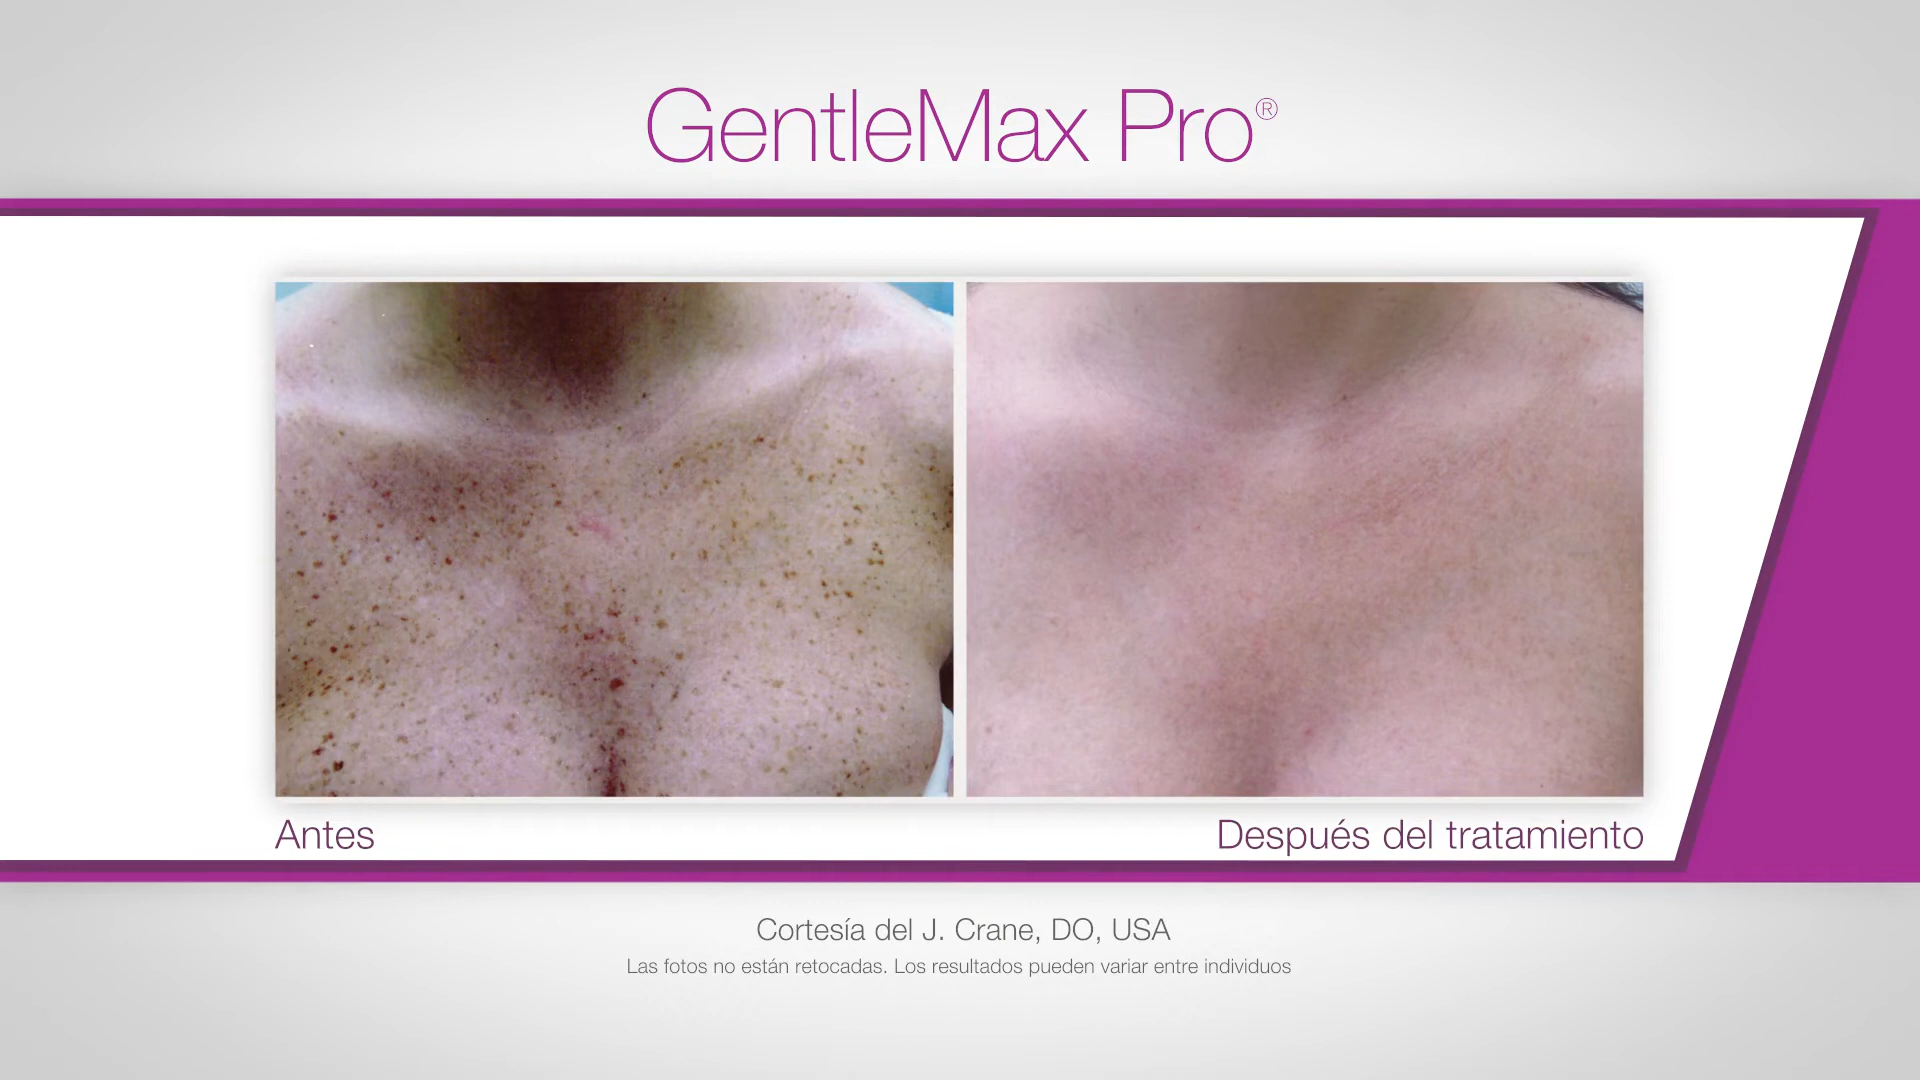 GentleMax Pro®
Antes
Después del tratamiento
Cortesía del J. Crane, DO, USA
Las fotos no están retocadas. Los resultados pueden variar entre individuos